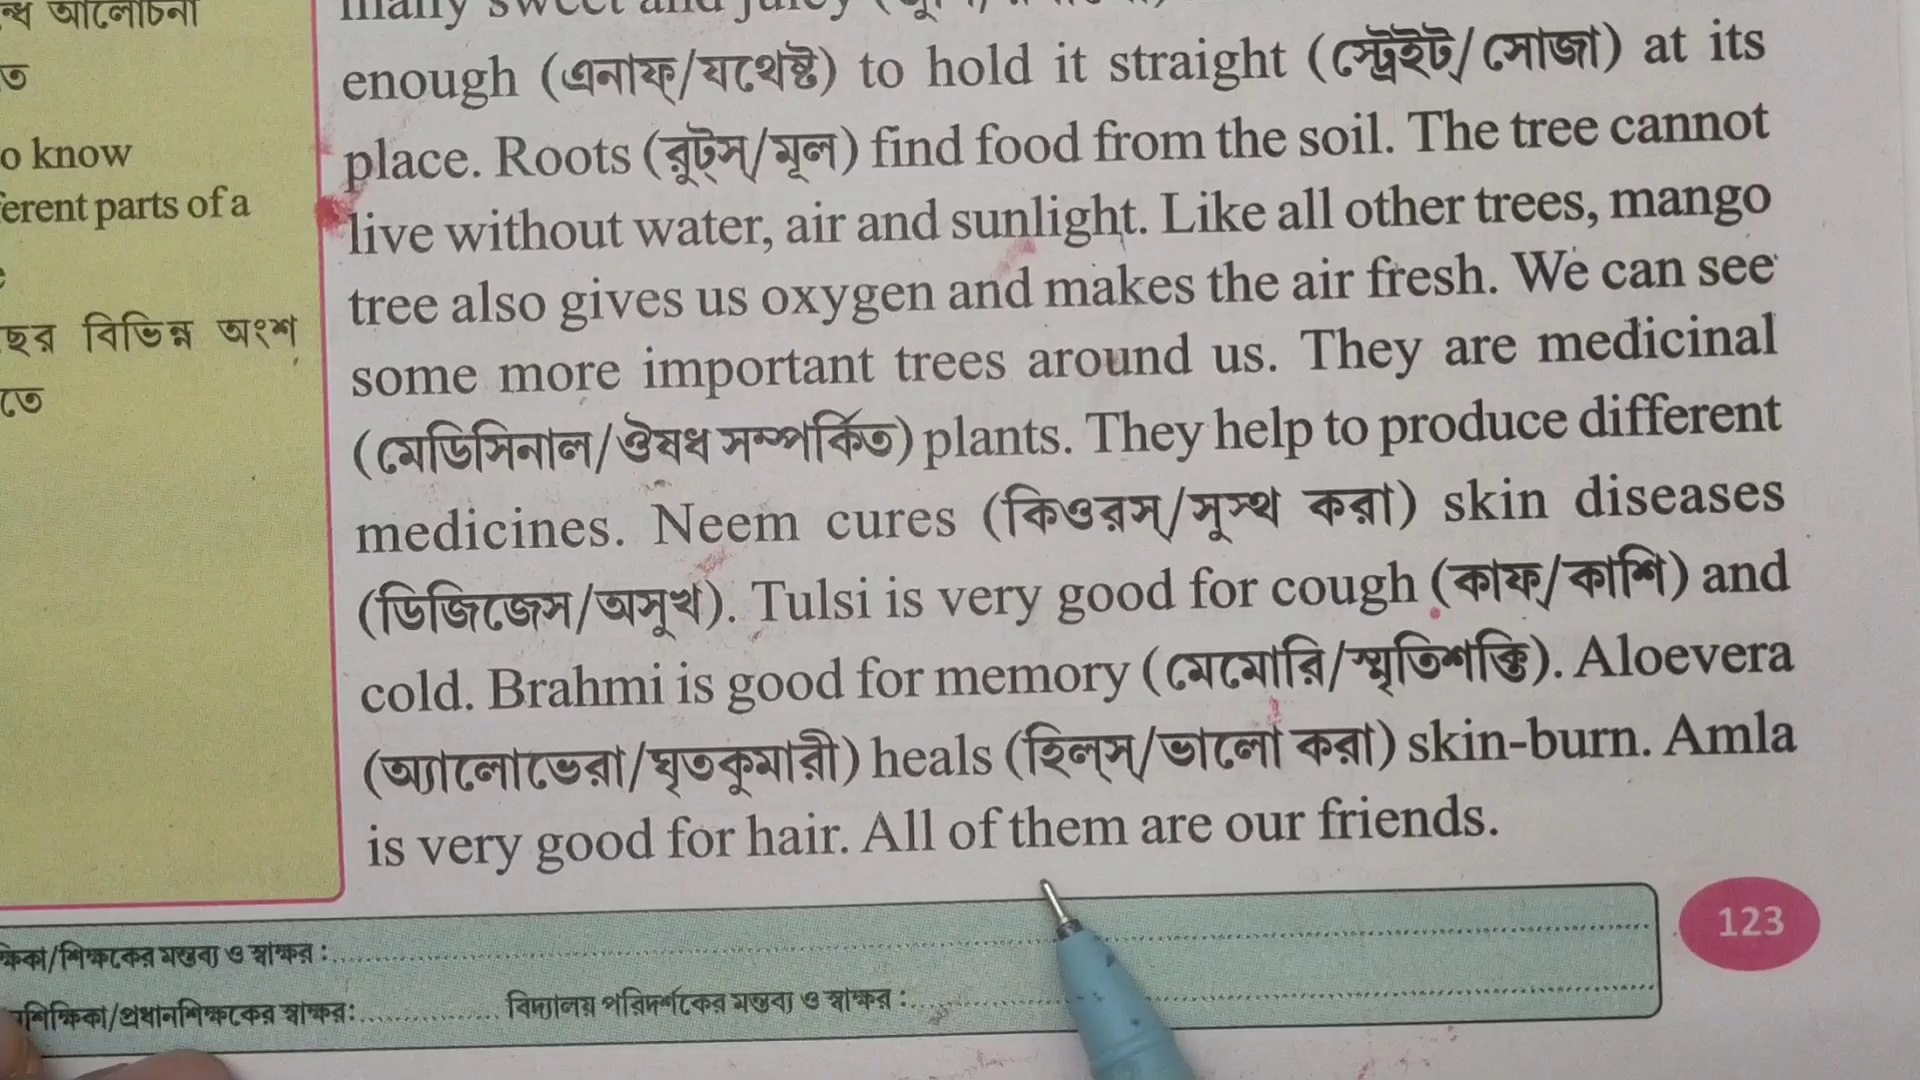 ন্ধ আলোচনা
ত
o know
erent parts of a
ছর বিভিন্ন অংশ
তে
many sweet and juicy
enough (এনাফ্/যথেষ্ট) to hold it straight (স্ট্রেইট/সোজা) at its
place. Roots (রুট্‌স্/মূল) find food from the soil. The tree cannot
live without water, air and sunlight. Like all other trees, mango
tree also gives us oxygen and makes the air fresh. We can see
some more important trees around us. They are medicinal
(মেডিসিনাল/ঔষধ সম্পর্কিত) plants. They help to produce different
medicines. Neem cures (কিওরস্/সুস্থ করা) skin diseases
(ডিজিজেস/অসুখ). Tulsi is very good for cough (কাফ্/কাশি) and
cold. Brahmi is good for memory (মেমোরি/স্মৃতিশক্তি). Aloevera
(অ্যালোভেরা/ঘৃতকুমারী) heals (হিল্‌স্/ভালো করা) skin-burn. Amla
is very good for hair. All of them are our friends.
ক্ষিকা/শিক্ষকের মন্তব্য ও স্বাক্ষর :
শিক্ষিকা/প্রধানশিক্ষকের স্বাক্ষর: বিদ্যালয় পরিদর্শকের মন্তব্য ও স্বাক্ষর :
123